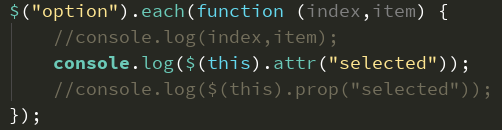 $("option").each(function (index,item) {
    //console.log(index,item);
    console.log($(this).attr("selected"));
    //console.log($(this).prop("selected"));
});